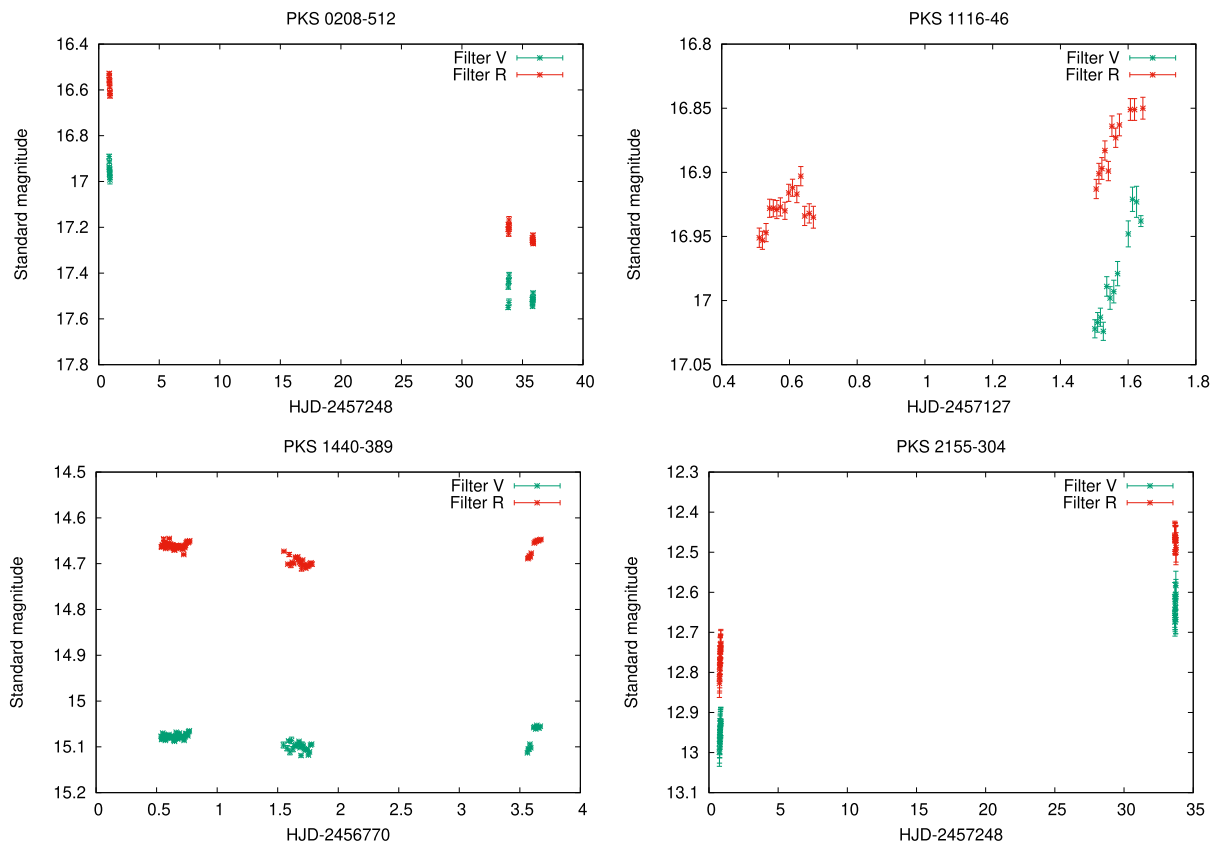 PKS 0208-512
Filter V
Filter R
Standard magnitude
16.4
16.6
16.8
17
17.2
17.4
17.6
17.8
0 5 10 15 20 25 30 35 40
HJD-2457248
PKS 1116-46
Filter V
Filter R
Standard magnitude
16.8
16.85
16.9
16.95
17
17.05
0.4 0.6 0.8 1 1.2 1.4 1.6 1.8
HJD-2457127
PKS 1440-389
Filter V
Filter R
Standard magnitude
14.5
14.6
14.7
14.8
14.9
15
15.1
15.2
0 0.5 1 1.5 2 2.5 3 3.5 4
HJD-2456770
PKS 2155-304
Filter V
Filter R
Standard magnitude
12.3
12.4
12.5
12.6
12.7
12.8
12.9
13
13.1
0 5 10 15 20 25 30 35
HJD-2457248